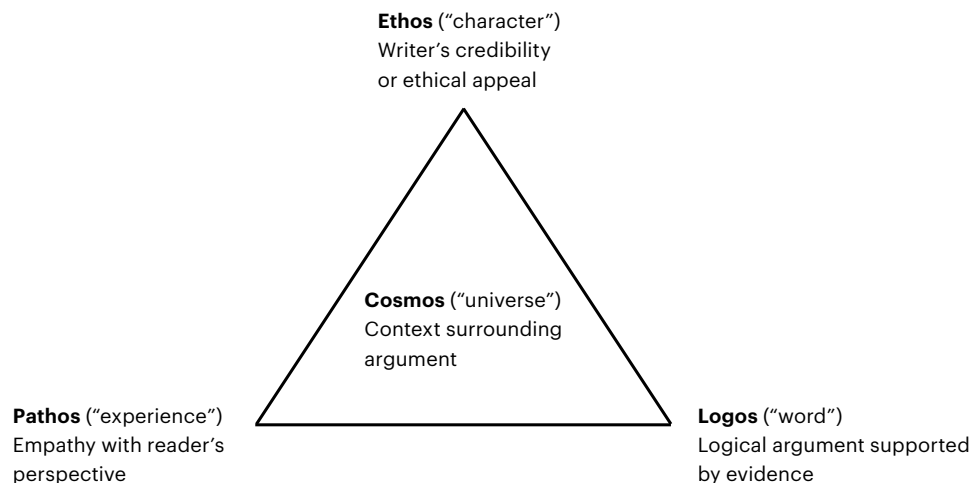 Ethos (“character”)
Writer’s credibility
or ethical appeal
Cosmos (“universe”)
Context surrounding
argument
Pathos (“experience”)
Empathy with reader’s
perspective
Logos (“word”)
Logical argument supported
by evidence